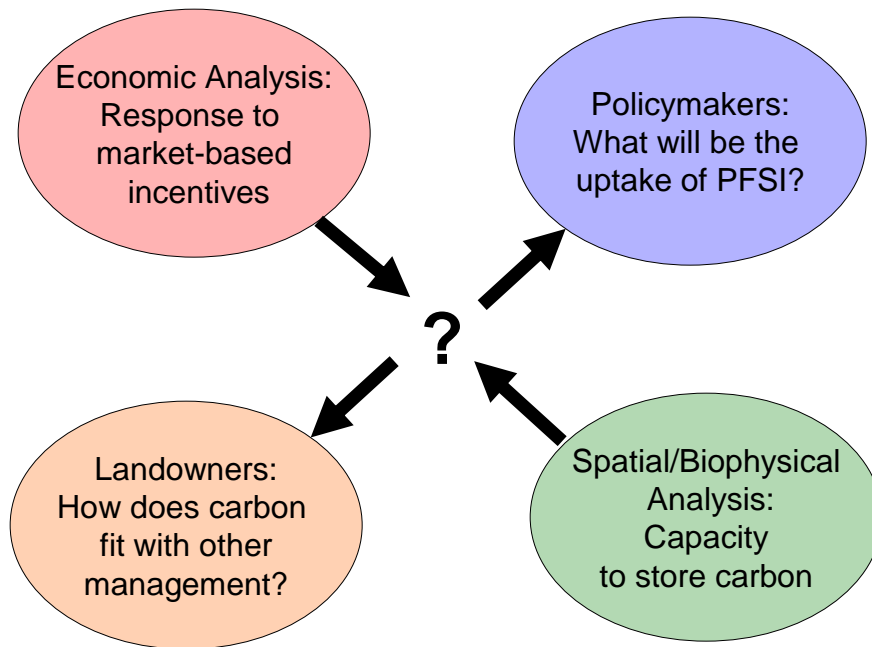 Economic Analysis:
Response to
market-based
incentives
Policymakers:
What will be the
uptake of PFSI?
?
Landowners:
How does carbon
fit with other
management?
Spatial/Biophysical
Analysis:
Capacity
to store carbon